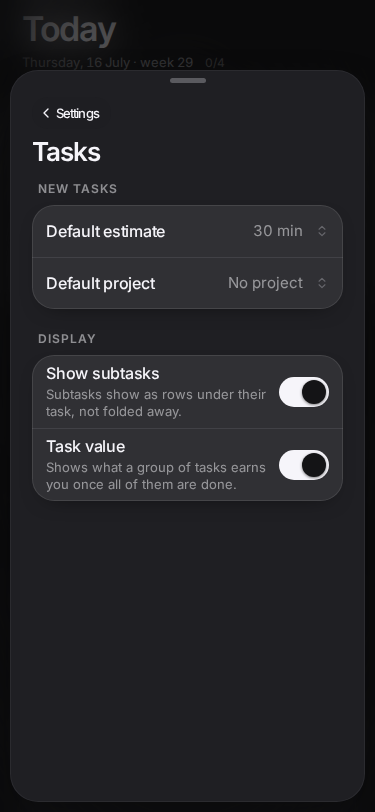 Today
Thursday, 16 July · week 29 0/4
Settings
Tasks
NEW TASKS
Default estimate 30 min
Default project No project
DISPLAY
Show subtasks
Subtasks show as rows under their
task, not folded away.
Task value
Shows what a group of tasks earns
you once all of them are done.